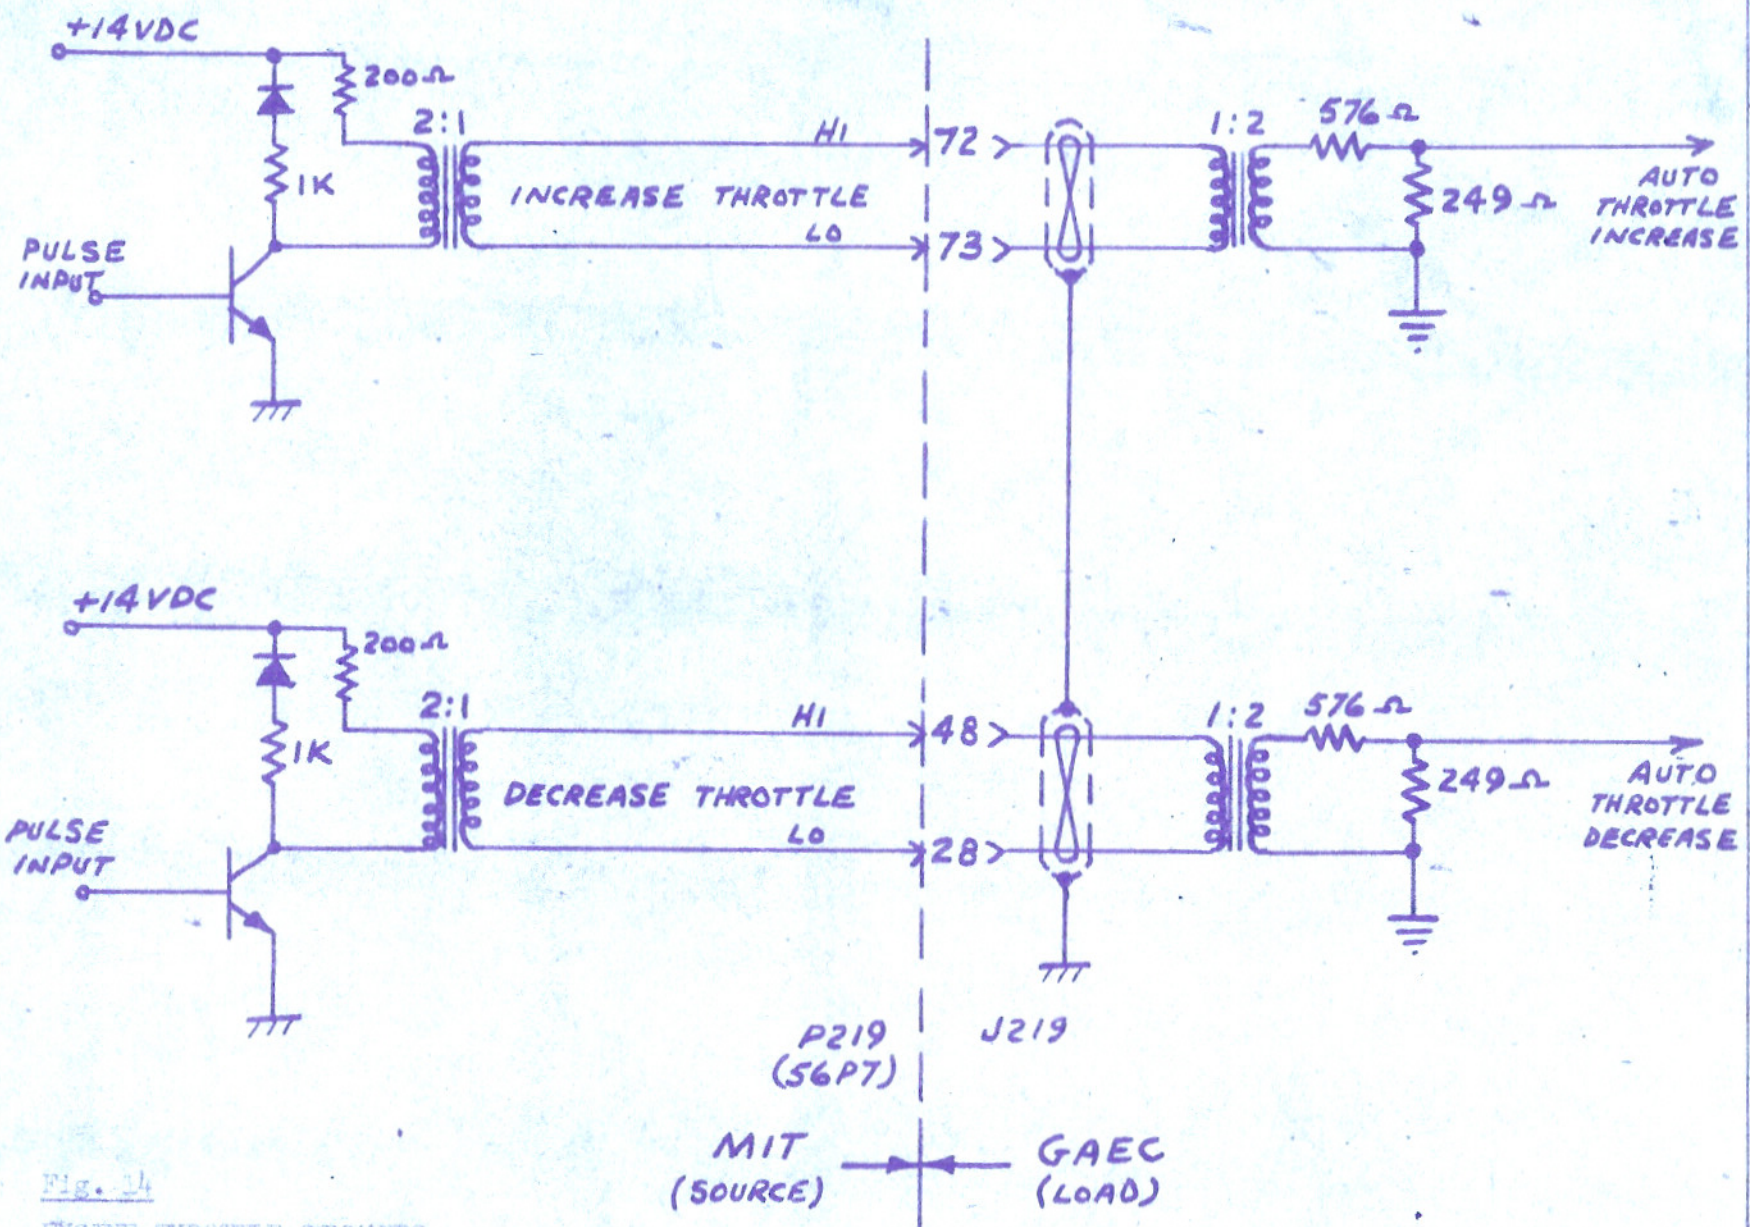 +14VDC
200Ω
2:1
1K
PULSE
INPUT
HI
INCREASE THROTTLE
LO
72
73
1:2
576Ω
249Ω
AUTO
THROTTLE
INCREASE
+14VDC
200Ω
2:1
1K
PULSE
INPUT
HI
DECREASE THROTTLE
LO
48
28
1:2
576Ω
249Ω
AUTO
THROTTLE
DECREASE
P219
(56P7)
J219
MIT
(SOURCE)
GAEC
(LOAD)
Fig. 14